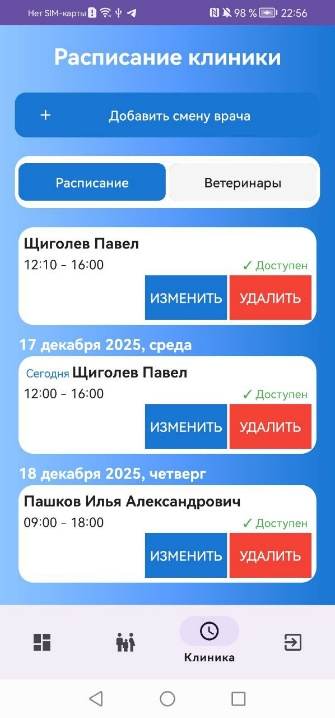 Нет SIM-карты 98 % 22:56
Расписание клиники
+ Добавить смену врача
Расписание Ветеринары
Щиголев Павел
12:10 – 16:00 ✓ Доступен
ИЗМЕНИТЬ УДАЛИТЬ
17 декабря 2025, среда
Сегодня Щиголев Павел
12:00 – 16:00 ✓ Доступен
ИЗМЕНИТЬ УДАЛИТЬ
18 декабря 2025, четверг
Пашков Илья Александрович
09:00 – 18:00 ✓ Доступен
ИЗМЕНИТЬ УДАЛИТЬ
Клиника